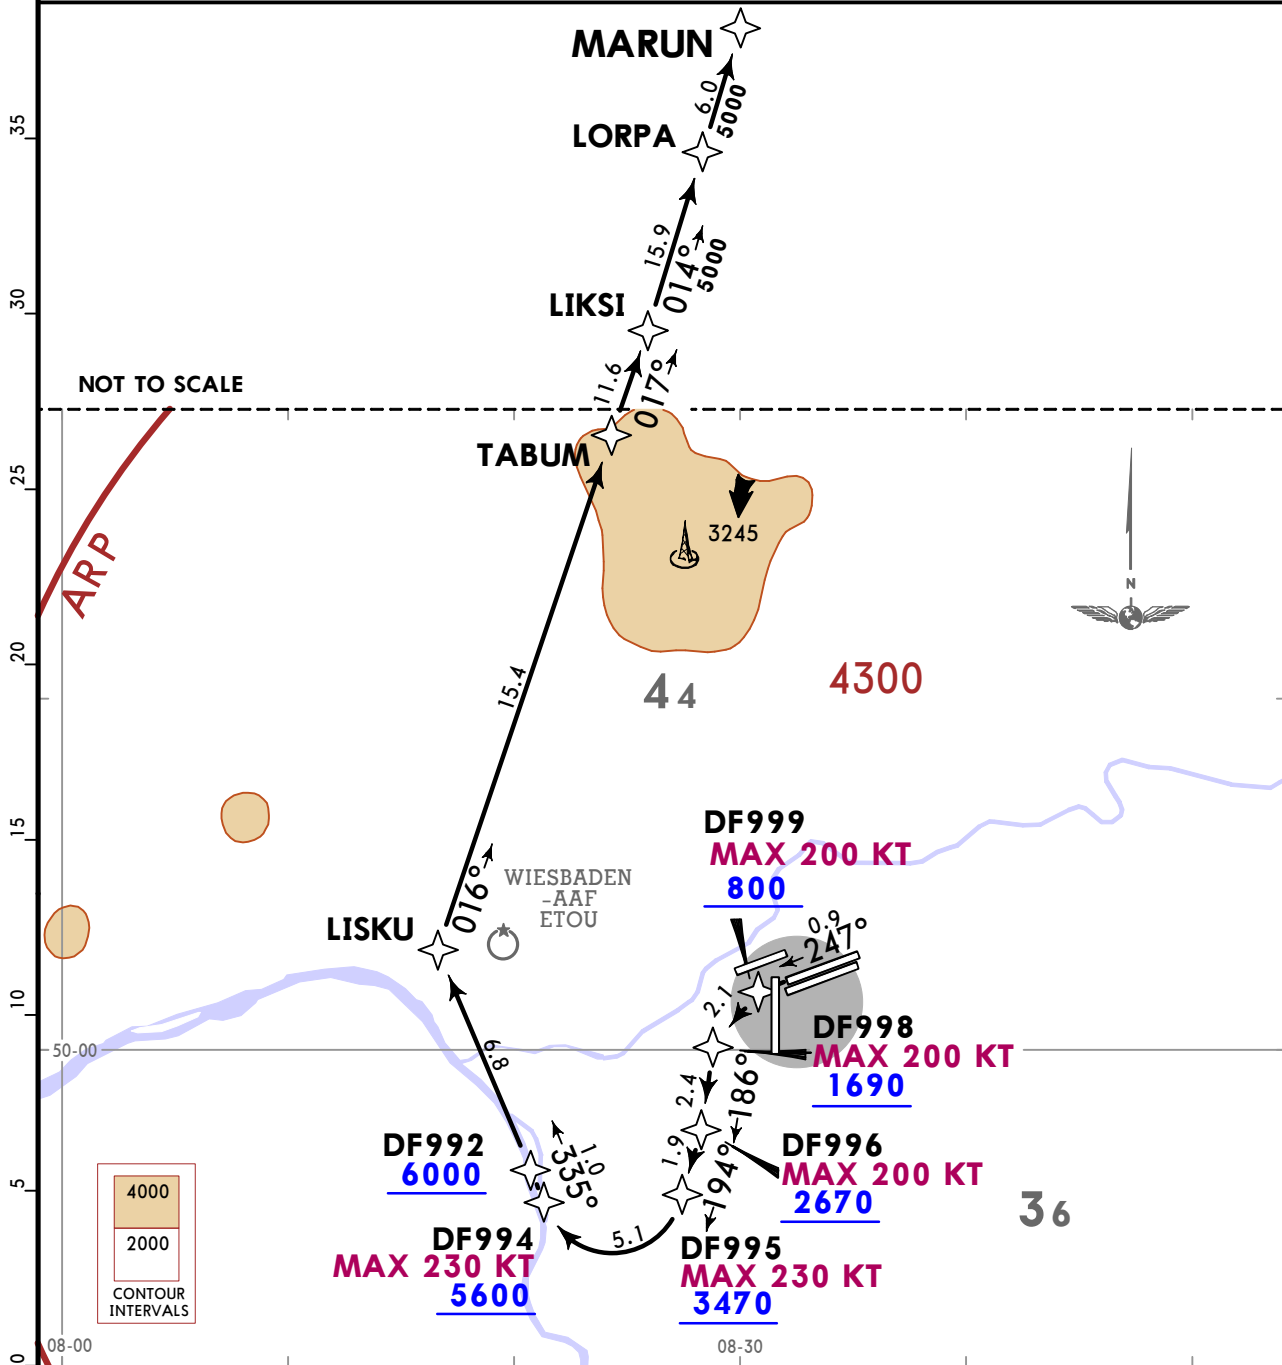 MARUN
6.0
5000
35
LORPA
15.9
014°
5000
30
LIKSI
11.6
017°
NOT TO SCALE
TABUM
25
3245
ARP
N
20
15.4
44
4300
15
DF999
MAX 200 KT
800
016°
WIESBADEN
-AAF
ETOU
LISKU
0.9
247°
2.1
10
DF998
MAX 200 KT
1690
50-00
6.8
186°
2.4
1.9
DF996
MAX 200 KT
2670
DF992
6000
1.0
335°
194°
5
36
4000
2000
CONTOUR
INTERVALS
DF994
MAX 230 KT
5600
5.1
DF995
MAX 230 KT
3470
0
08-00
08-30